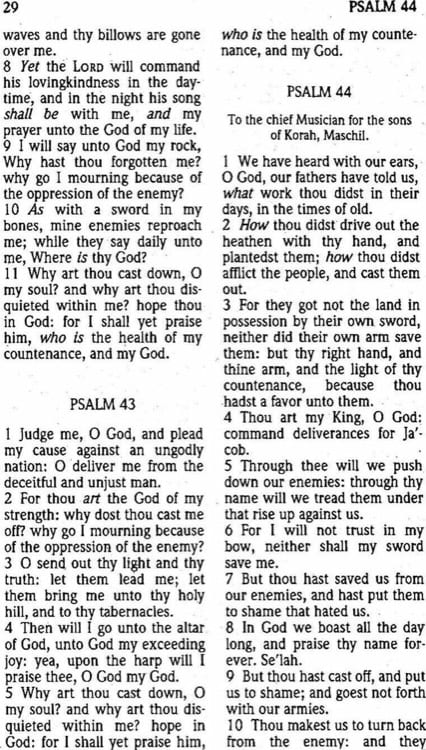 29
PSALM 44
waves and thy billows are gone
over me.
8 Yet the LORD will command
his lovingkindness in the day-
time, and in the night his song
shall be with me, and my
prayer unto the God of my life.
9 I will say unto God my rock,
Why hast thou forgotten me?
why go I mourning because of
the oppression of the enemy?
10 As with a sword in my
bones, mine enemies reproach
me; while they say daily unto
me, Where is thy God?
11 Why art thou cast down, O
my soul? and why art thou dis-
quieted within me? hope thou
in God: for I shall yet praise
him, who is the health of my
countenance, and my God.
PSALM 43
1 Judge me, O God, and plead
my cause against an ungodly
nation: O deliver me from the
deceitful and unjust man.
2 For thou art the God of my
strength: why dost thou cast me
off? why go I mourning because
of the oppression of the enemy?
3 O send out thy light and thy
truth: let them lead me; let
them bring me unto thy holy
hill, and to thy tabernacles.
4 Then will I go unto the altar
of God, unto God my exceeding
joy: yea, upon the harp will I
praise thee, O God my God.
5 Why art thou cast down, O
my soul? and why art thou dis-
quieted within me? hope in
God: for I shall yet praise him,
who is the health of my counte-
nance, and my God.
PSALM 44
To the chief Musician for the sons
of Korah, Maschil.
1 We have heard with our ears,
O God, our fathers have told us,
what work thou didst in their
days, in the times of old.
2 How thou didst drive out the
heathen with thy hand, and
plantedst them; how thou didst
afflict the people, and cast them
out.
3 For they got not the land in
possession by their own sword,
neither did their own arm save
them: but thy right hand, and
thine arm, and the light of thy
countenance, because thou
hadst a favor unto them.
4 Thou art my King, O God:
command deliverances for Ja′-
cob.
5 Through thee will we push
down our enemies: through thy
name will we tread them under
that rise up against us.
6 For I will not trust in my
bow, neither shall my sword
save me.
7 But thou hast saved us from
our enemies, and hast put them
to shame that hated us.
8 In God we boast all the day
long, and praise thy name for-
ever. Se′lah.
9 But thou hast cast off, and put
us to shame; and goest not forth
with our armies.
10 Thou makest us to turn back
from the enemy: and they